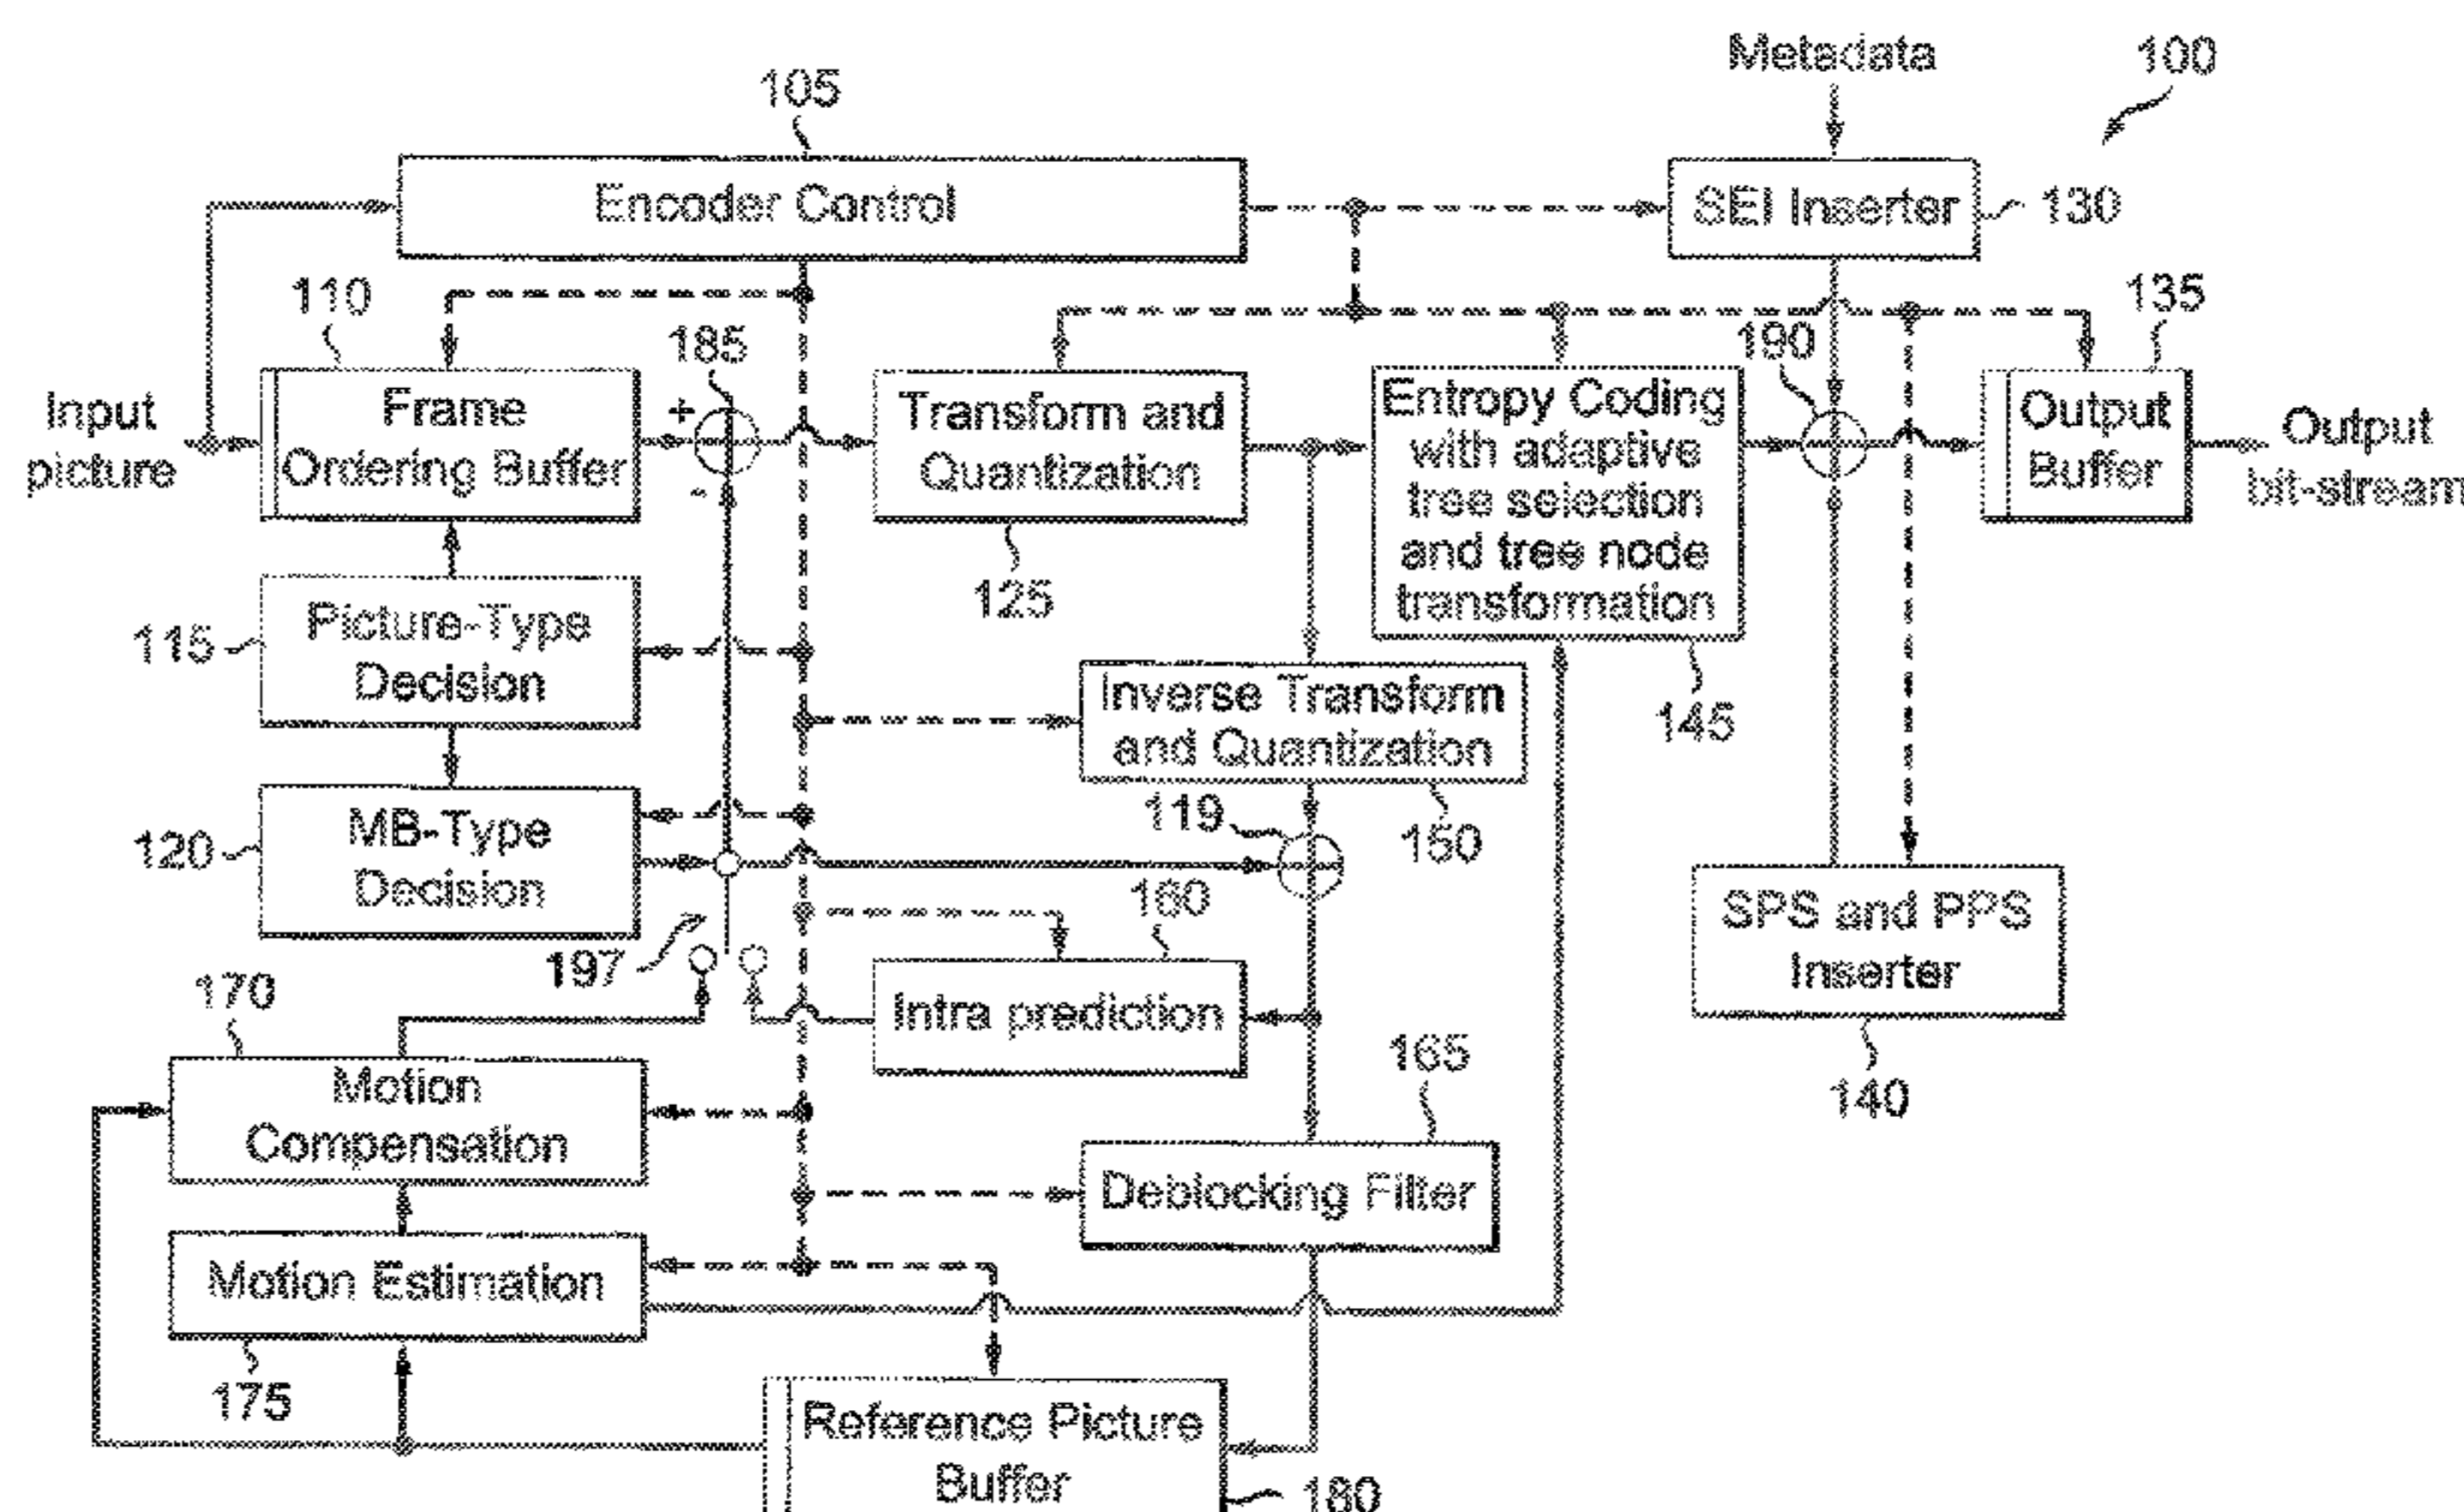 Metadata
100
105
Encoder Control
SEI Inserter
130
110
185
190
135
Input
picture
Frame
Ordering Buffer
+
-
Transform and
Quantization
125
Entropy Coding
with adaptive
tree selection
and tree node
transformation
145
Output
Buffer
Output
bit-stream
115
Picture-Type
Decision
Inverse Transform
and Quantization
150
119
120
MB-Type
Decision
197
160
Intra prediction
SPS and PPS
Inserter
140
170
Motion
Compensation
165
Deblocking Filter
Motion Estimation
175
Reference Picture
Buffer
180